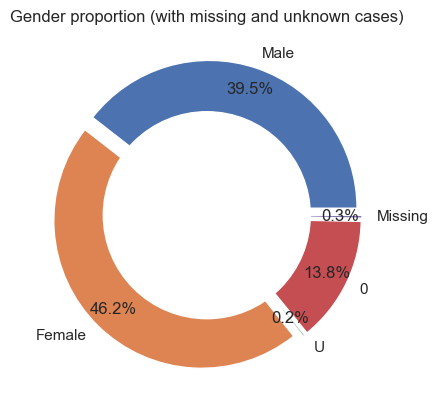 Gender proportion (with missing and unknown cases)
Male
39.5%
0.3%
Missing
13.8%
0
46.2%
0.2%
Female
U